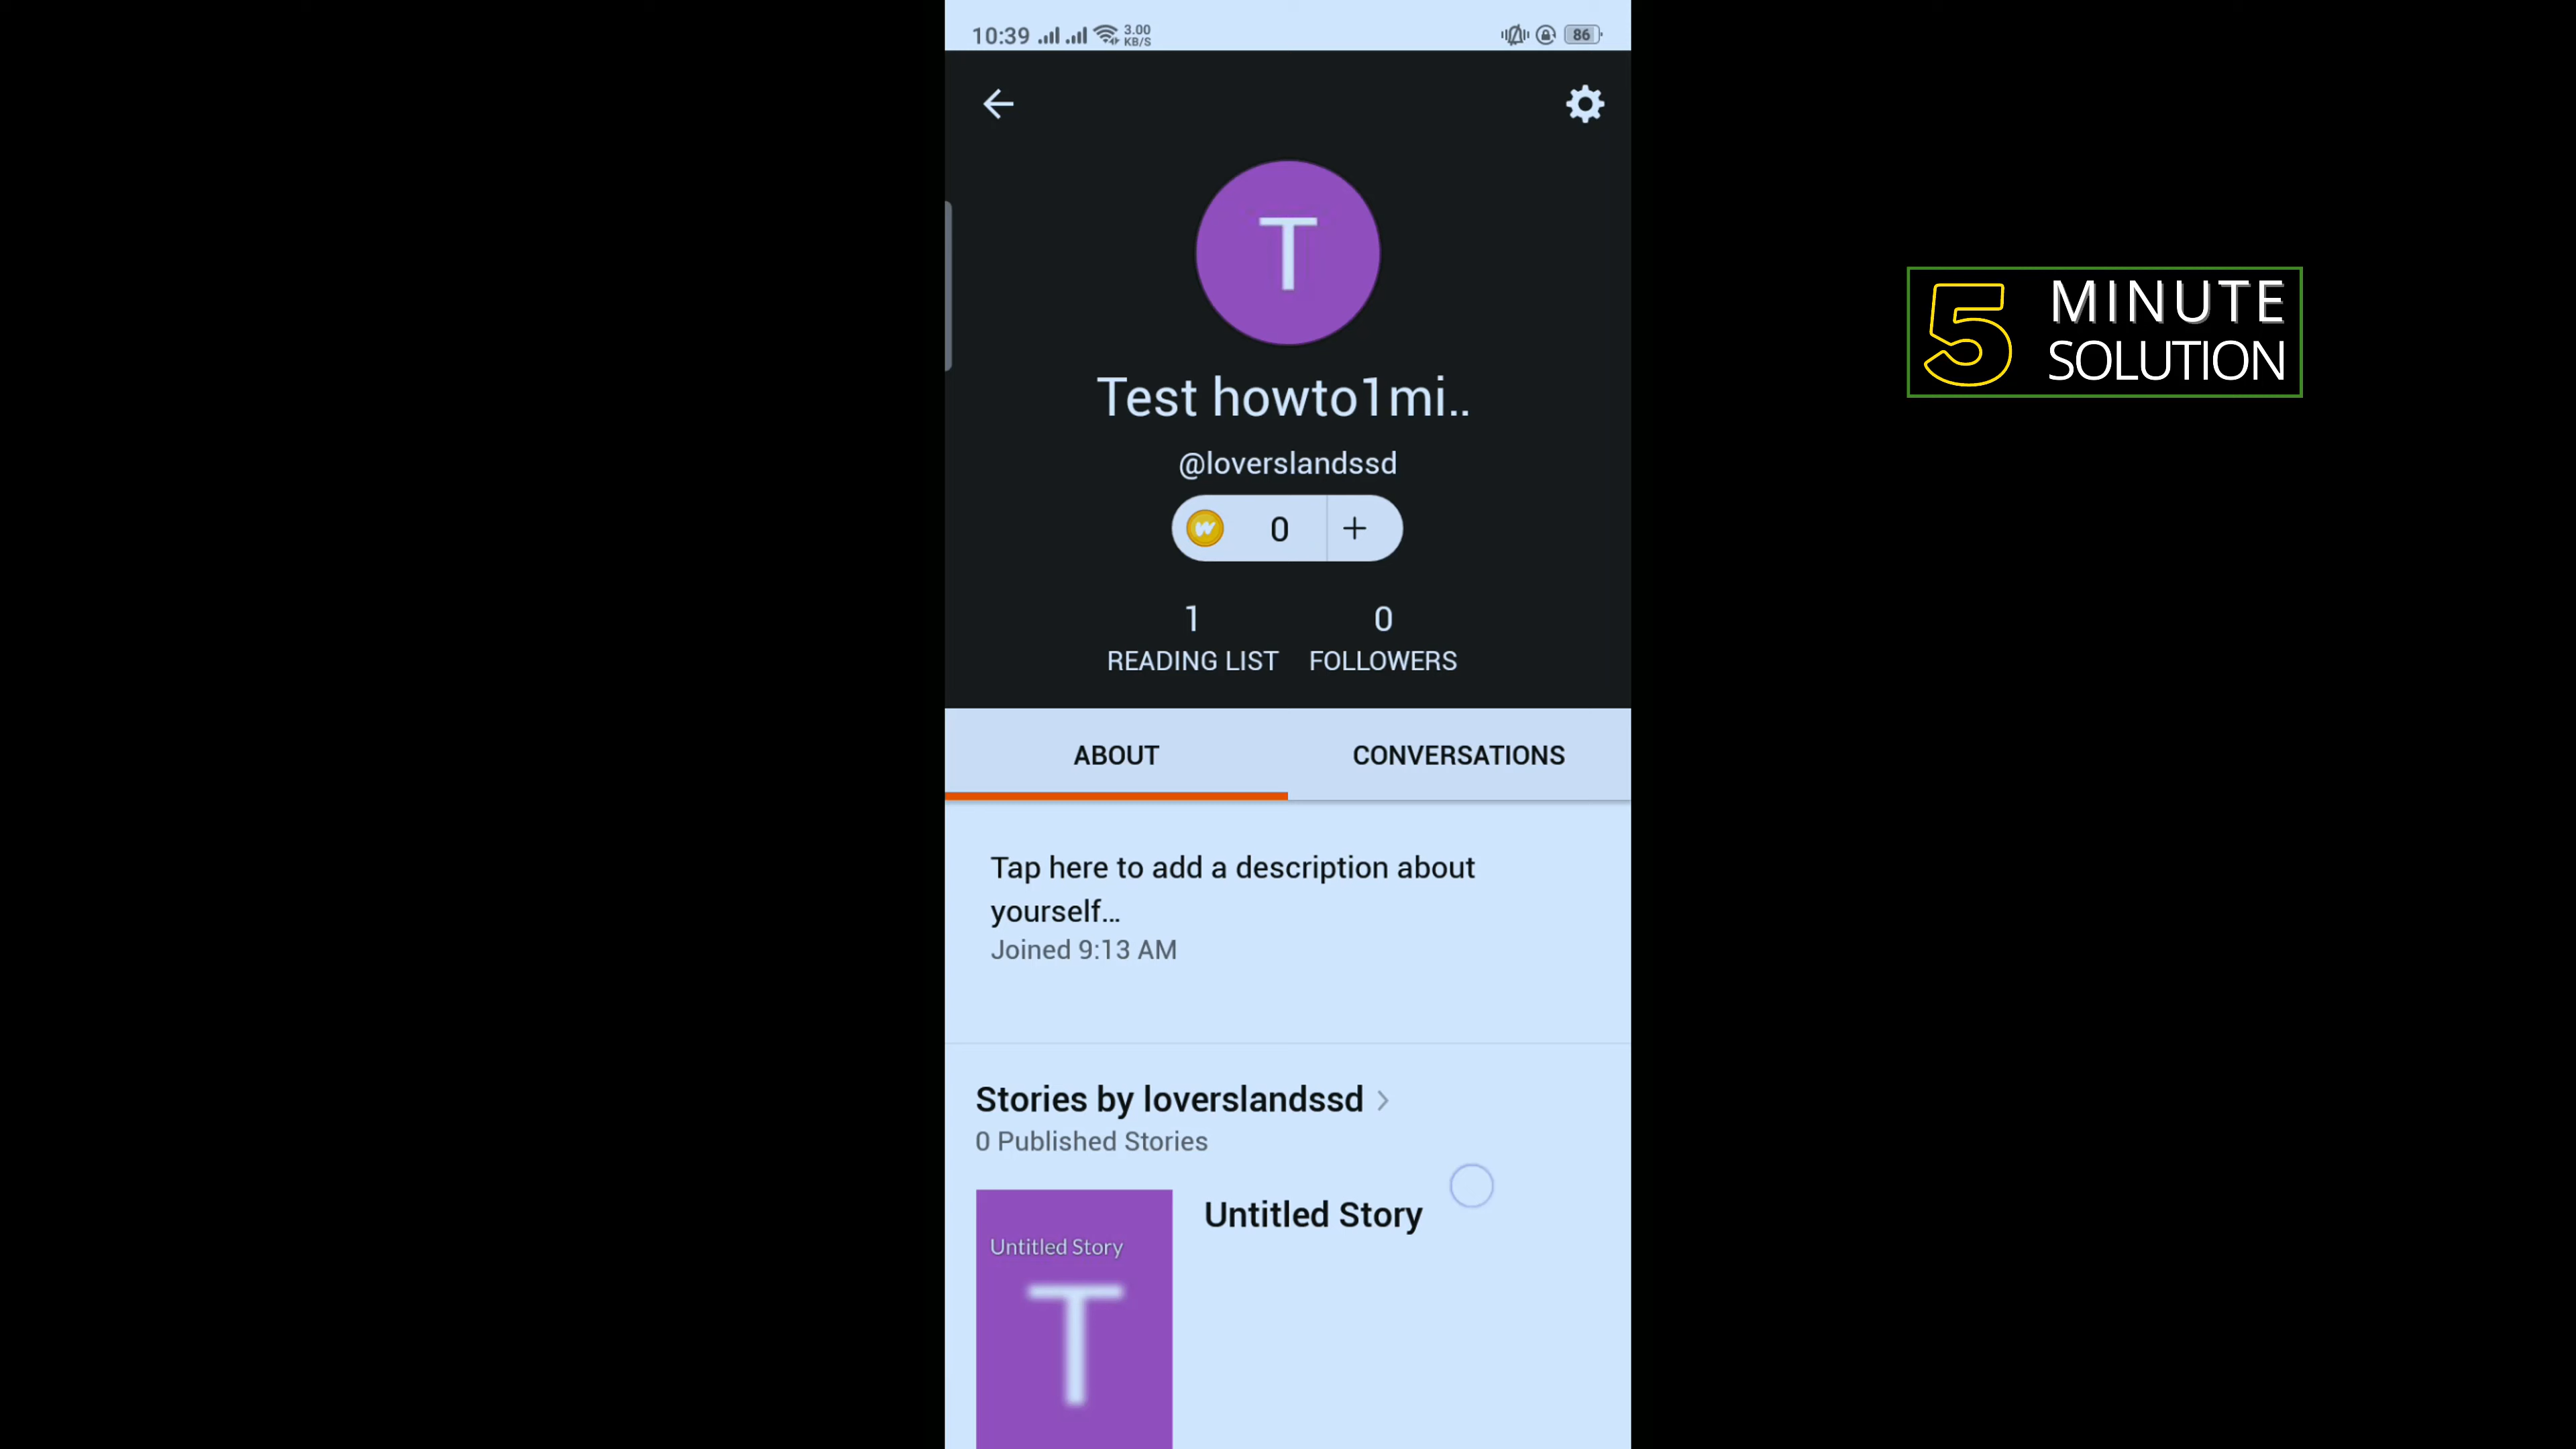 10:39 3.00 KB/S 86
T
Test howto1mi..
@loverslandssd
0 +
1 0
READING LIST FOLLOWERS
ABOUT CONVERSATIONS
Tap here to add a description about
yourself...
Joined 9:13 AM
Stories by loverslandssd >
0 Published Stories
Untitled Story
Untitled Story
T
5 MINUTE
SOLUTION